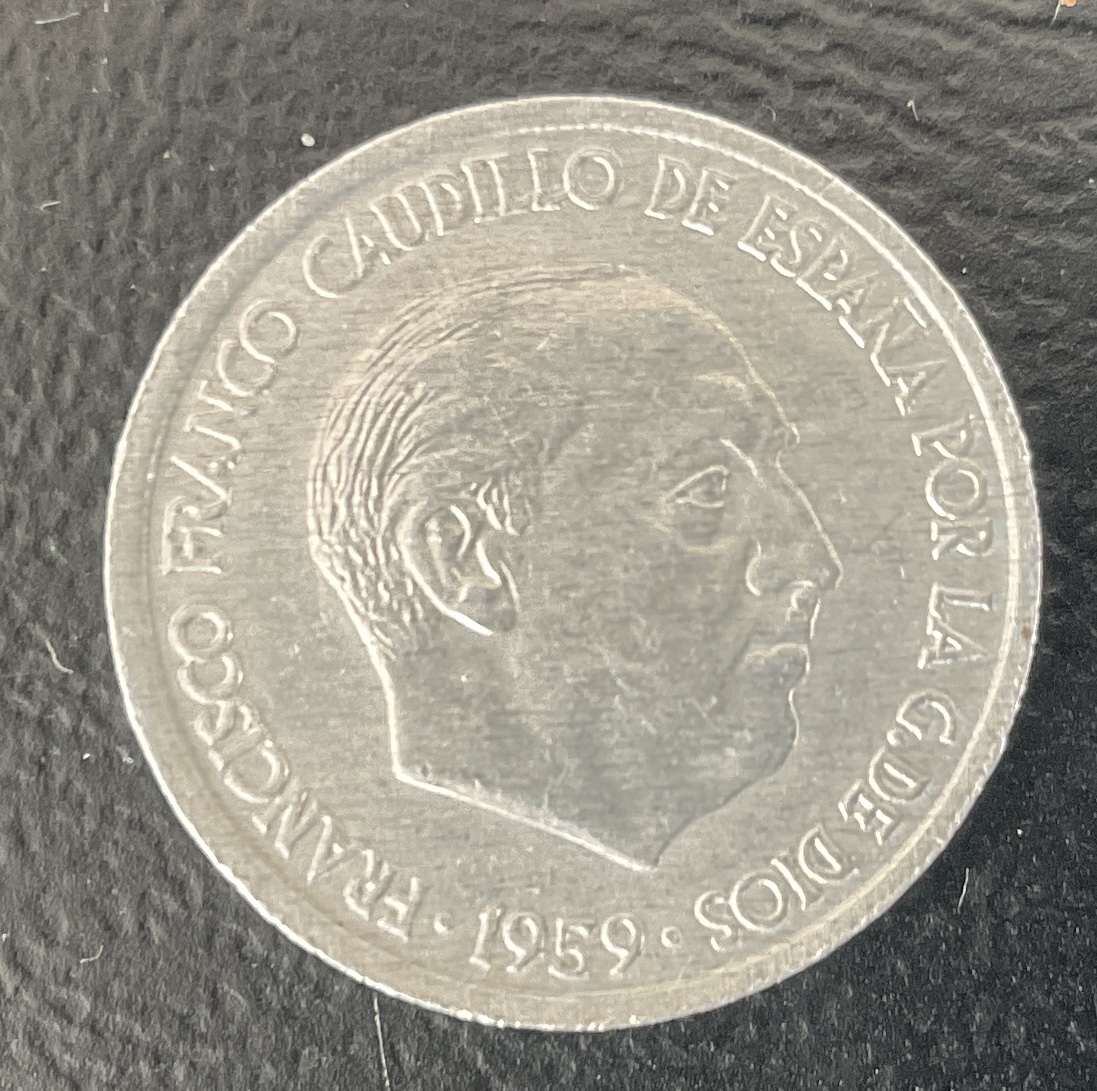 FRANCISCO FRANCO CAUDILLO DE ESPAÑA POR LA G.DE DIOS
· 1959 ·